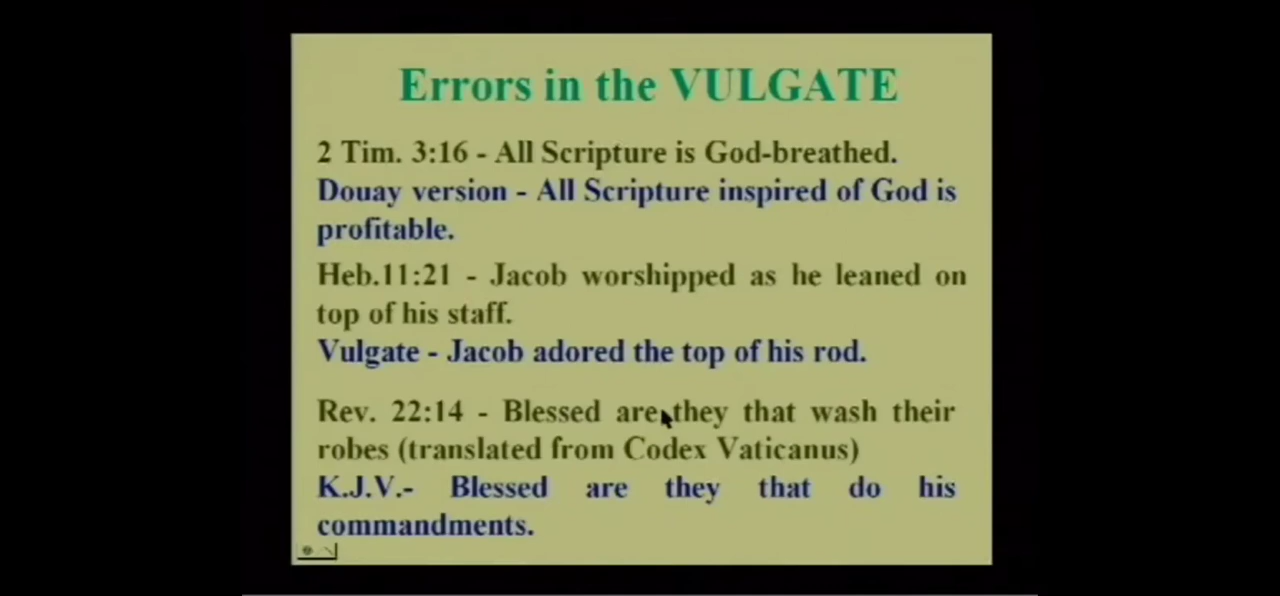 Errors in the VULGATE
2 Tim. 3:16 - All Scripture is God-breathed.
Douay version - All Scripture inspired of God is
profitable.
Heb.11:21 - Jacob worshipped as he leaned on
top of his staff.
Vulgate - Jacob adored the top of his rod.
Rev. 22:14 - Blessed are they that wash their
robes (translated from Codex Vaticanus)
K.J.V.- Blessed are they that do his
commandments.